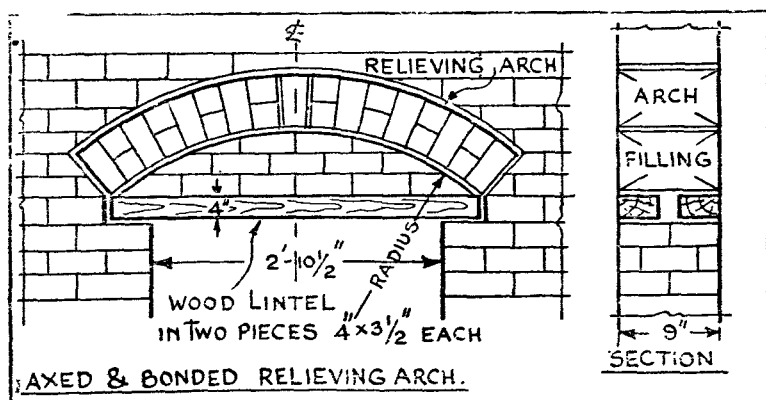 ℄
RELIEVING ARCH
ARCH
FILLING
4"
2'-10½"
RADIUS
WOOD LINTEL
IN TWO PIECES 4"×3½" EACH
9"
SECTION
AXED & BONDED RELIEVING ARCH.